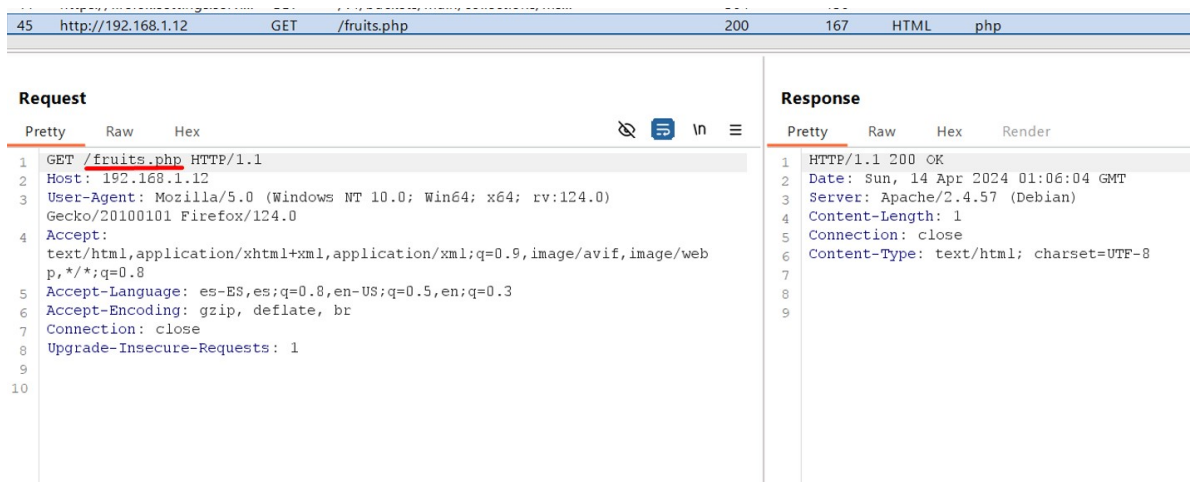 45 http://192.168.1.12 GET /fruits.php 200 167 HTML php
Request
Pretty Raw Hex \n
1 GET /fruits.php HTTP/1.1
2 Host: 192.168.1.12
3 User-Agent: Mozilla/5.0 (Windows NT 10.0; Win64; x64; rv:124.0)
Gecko/20100101 Firefox/124.0
4 Accept:
text/html,application/xhtml+xml,application/xml;q=0.9,image/avif,image/web
p,*/*;q=0.8
5 Accept-Language: es-ES,es;q=0.8,en-US;q=0.5,en;q=0.3
6 Accept-Encoding: gzip, deflate, br
7 Connection: close
8 Upgrade-Insecure-Requests: 1
9
10
Response
Pretty Raw Hex Render
1 HTTP/1.1 200 OK
2 Date: Sun, 14 Apr 2024 01:06:04 GMT
3 Server: Apache/2.4.57 (Debian)
4 Content-Length: 1
5 Connection: close
6 Content-Type: text/html; charset=UTF-8
7
8
9